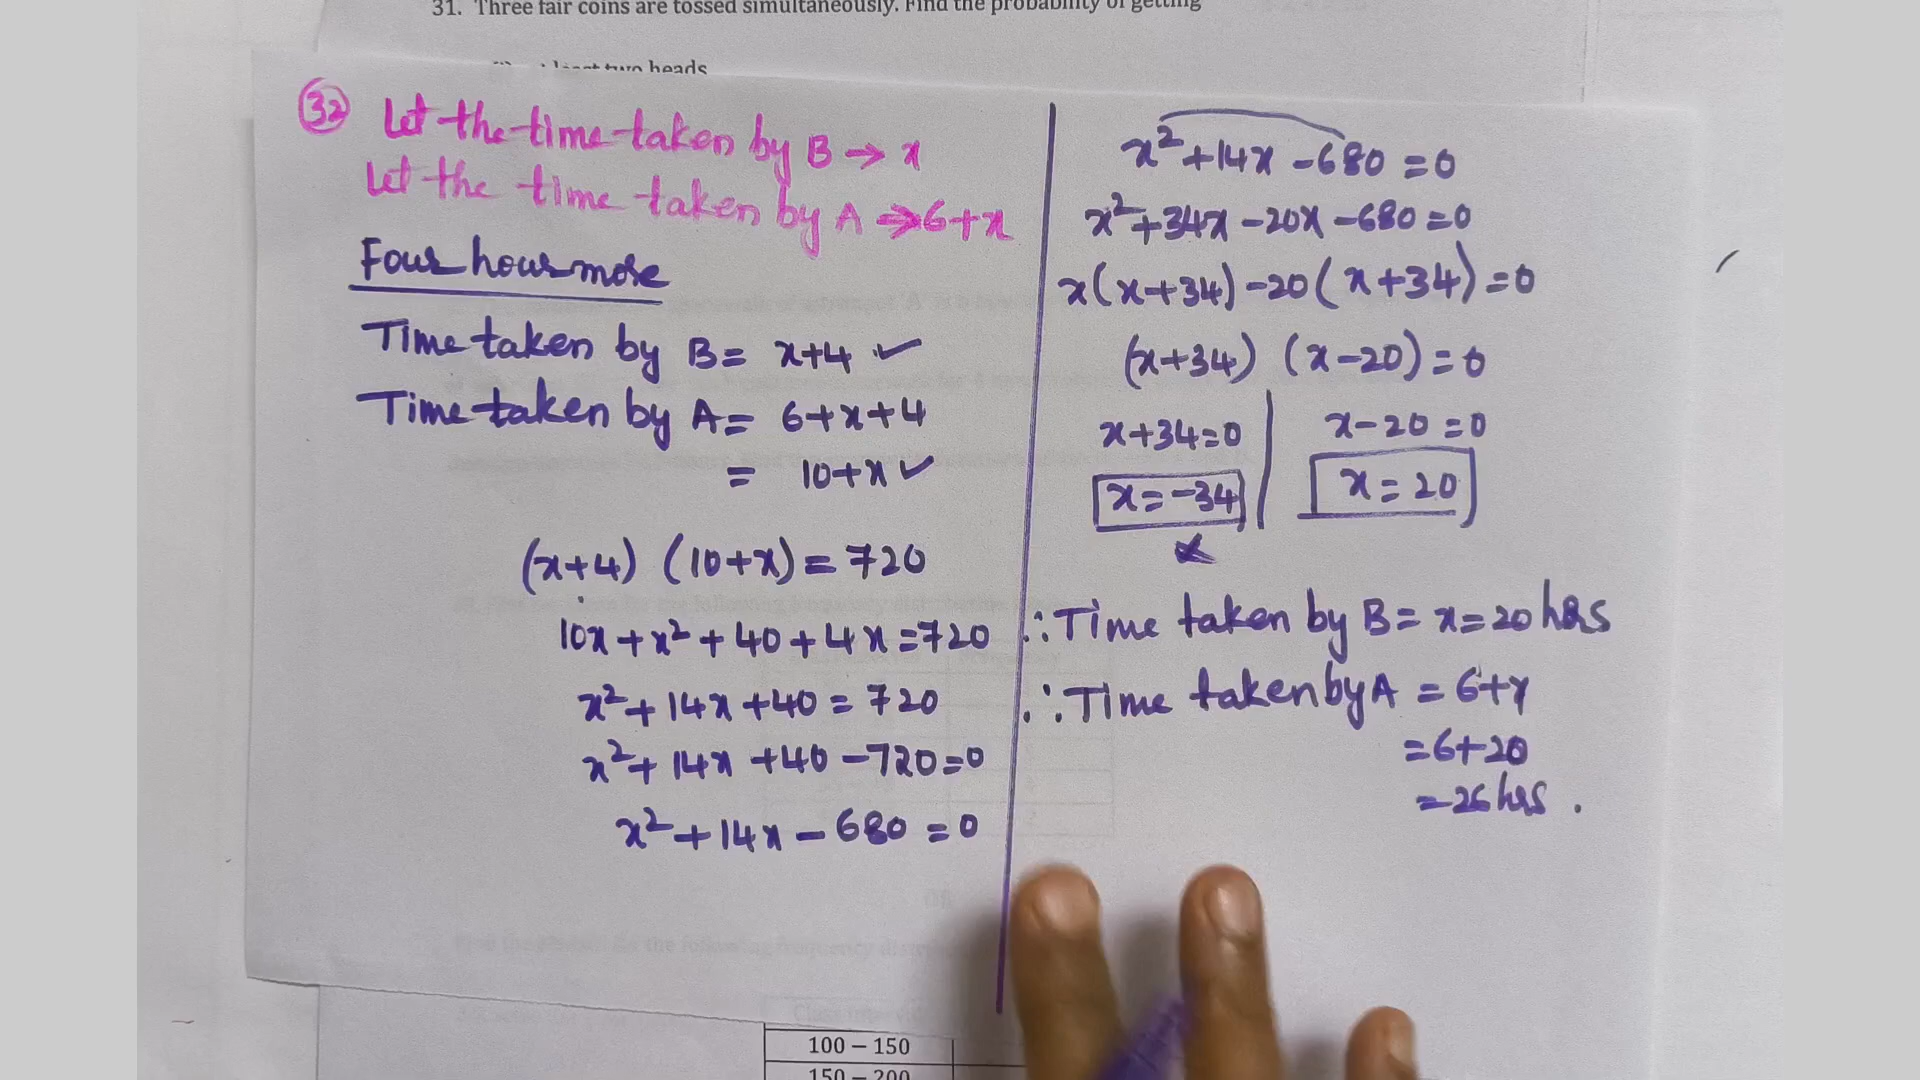 31. Three fair coins are tossed simultaneously. Find the probability of getting
two heads
32 Let the time taken by B → x
Let the time taken by A ⇒ 6+x
Four hours more
Time taken by B = x+4 ✓
Time taken by A = 6+x+4
= 10+x ✓
(x+4) (10+x) = 720
10x + x² + 40 + 4x = 720
x² + 14x + 40 = 720
x² + 14x + 40 - 720 = 0
x² + 14x - 680 = 0
x² + 14x - 680 = 0
x² + 34x - 20x - 680 = 0
x(x+34) - 20(x+34) = 0
(x+34) (x-20) = 0
x+34=0
x=-34
x-20=0
x=20
∴ Time taken by B = x = 20 hrs
∴ Time taken by A = 6+x
= 6+20
= 26 hrs.
100 – 150
150 – 200